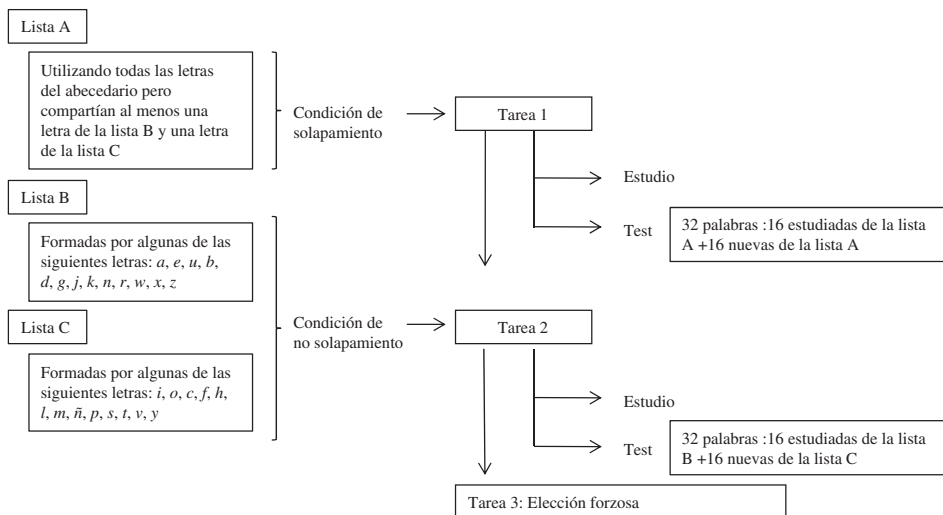 Lista A
Utilizando todas las letras
del abecedario pero
compartían al menos una
letra de la lista B y una letra
de la lista C
Condición de
solapamiento
Tarea 1
Estudio
Test
32 palabras :16 estudiadas de la lista
A +16 nuevas de la lista A
Lista B
Formadas por algunas de las
siguientes letras: a, e, u, b,
d, g, j, k, n, r, w, x, z
Lista C
Formadas por algunas de las
siguientes letras: i, o, c, f, h,
l, m, ñ, p, s, t, v, y
Condición de
no solapamiento
Tarea 2
Estudio
Test
32 palabras :16 estudiadas de la lista
B +16 nuevas de la lista C
Tarea 3: Elección forzosa